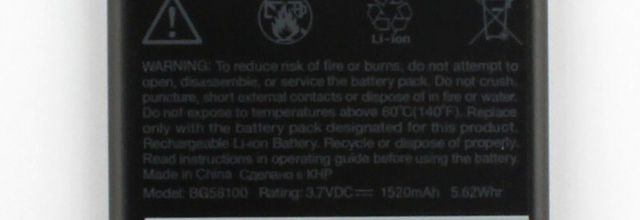 Li-ion
WARNING: To reduce risk of fire or burns, do not attempt to
open, disassemble, or service the battery pack. Do not crush,
puncture, short external contacts or dispose of in fire or water.
Do not expose to temperatures above 60°C(140°F). Replace
only with the battery pack designated for this product.
Rechargeable Li-ion Battery. Recycle or dispose of properly.
Read instructions in operating guide before using the battery.
Made in China Сделано в КНР
Model: BG58100 Rating: 3.7VDC⎓ 1520mAh 5.62Whr